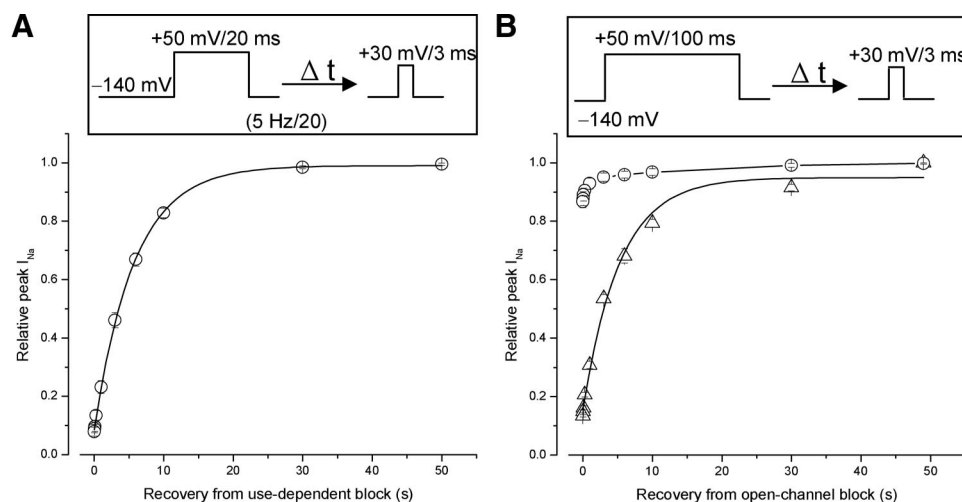 A
+50 mV/20 ms
+30 mV/3 ms
Δ t
−140 mV
(5 Hz/20)
1.0
0.8
0.6
0.4
0.2
0.0
Relative peak I_Na
0 10 20 30 40 50
Recovery from use-dependent block (s)
B
+50 mV/100 ms
+30 mV/3 ms
Δ t
−140 mV
1.0
0.8
0.6
0.4
0.2
0.0
Relative peak I_Na
0 10 20 30 40 50
Recovery from open-channel block (s)